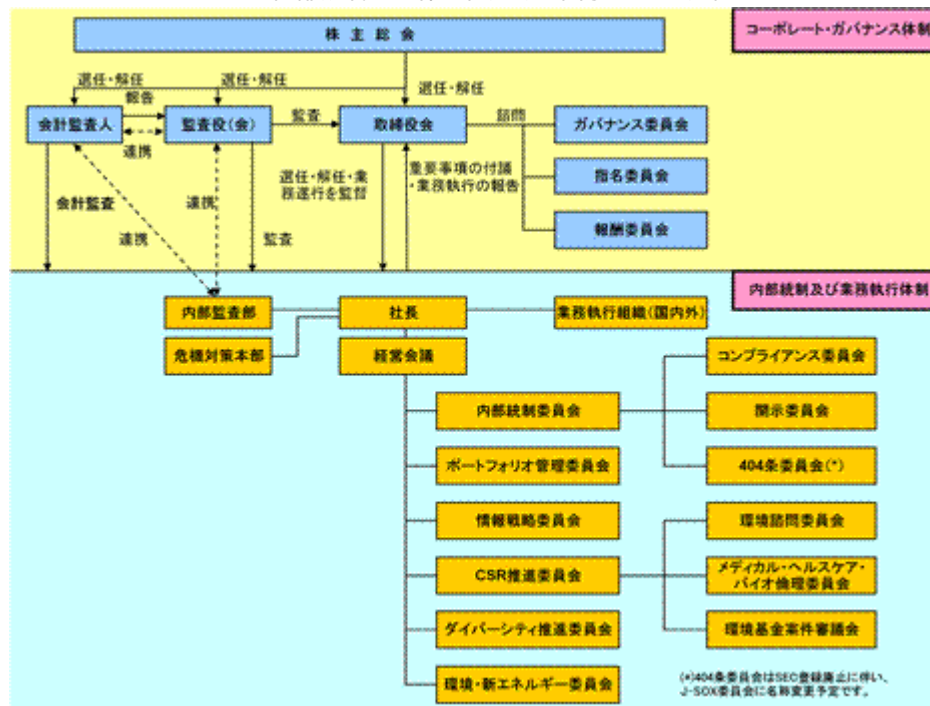 株主総会
コーポレート・ガバナンス体制
選任・解任
選任・解任
選任・解任
報告
会計監査人
監査役(会)
監査
取締役会
諮問
ガバナンス委員会
連携
選任・解任・業
務遂行を監督
重要事項の付議
・業務執行の報告
指名委員会
会計監査
連携
連携
監査
報酬委員会
内部統制及び業務執行体制
内部監査部
社長
業務執行組織(国内外)
危機対策本部
経営会議
コンプライアンス委員会
内部統制委員会
開示委員会
ポートフォリオ管理委員会
404条委員会(*)
情報戦略委員会
環境諮問委員会
CSR推進委員会
メディカル・ヘルスケア・
バイオ倫理委員会
ダイバーシティ推進委員会
環境基金案件審議会
環境・新エネルギー委員会
(*)404条委員会はSEC登録廃止に伴い、
J-SOX委員会に名称変更予定です。